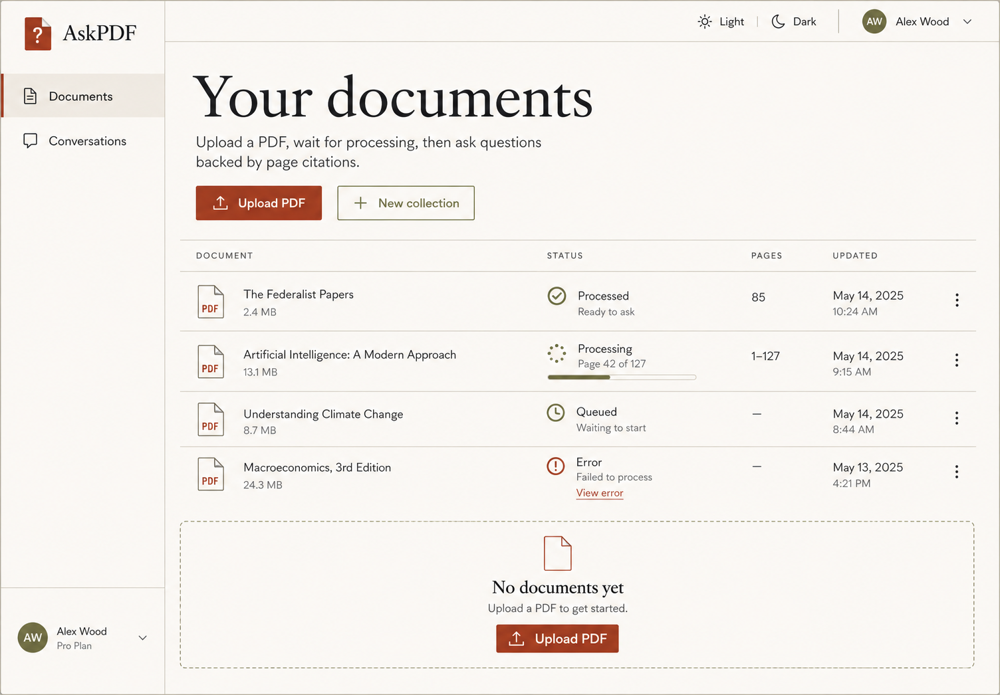 ?
AskPDF
Light
Dark
AW
Alex Wood
Documents
Conversations
Your documents
Upload a PDF, wait for processing, then ask questions
backed by page citations.
Upload PDF
New collection
DOCUMENT STATUS PAGES UPDATED
PDF
The Federalist Papers
2.4 MB
Processed
Ready to ask
85
May 14, 2025
10:24 AM
PDF
Artificial Intelligence: A Modern Approach
13.1 MB
Processing
Page 42 of 127
1–127
May 14, 2025
9:15 AM
PDF
Understanding Climate Change
8.7 MB
Queued
Waiting to start
—
May 14, 2025
8:44 AM
PDF
Macroeconomics, 3rd Edition
24.3 MB
Error
Failed to process
View error
—
May 13, 2025
4:21 PM
No documents yet
Upload a PDF to get started.
Upload PDF
AW
Alex Wood
Pro Plan